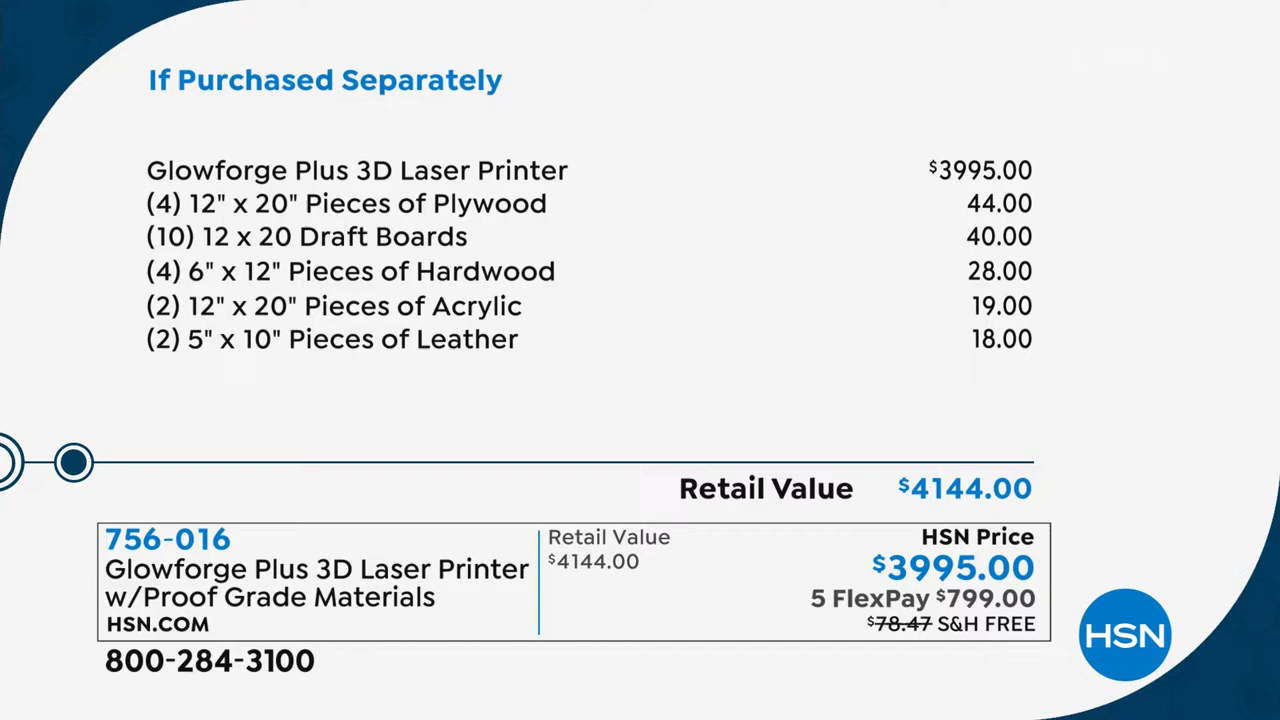 If Purchased Separately
Glowforge Plus 3D Laser Printer $3995.00
(4) 12" x 20" Pieces of Plywood 44.00
(10) 12 x 20 Draft Boards 40.00
(4) 6" x 12" Pieces of Hardwood 28.00
(2) 12" x 20" Pieces of Acrylic 19.00
(2) 5" x 10" Pieces of Leather 18.00
Retail Value $4144.00
756-016
Glowforge Plus 3D Laser Printer
w/Proof Grade Materials
HSN.COM
Retail Value
$4144.00
HSN Price
$3995.00
5 FlexPay $799.00
$78.47 S&H FREE
800-284-3100
HSN